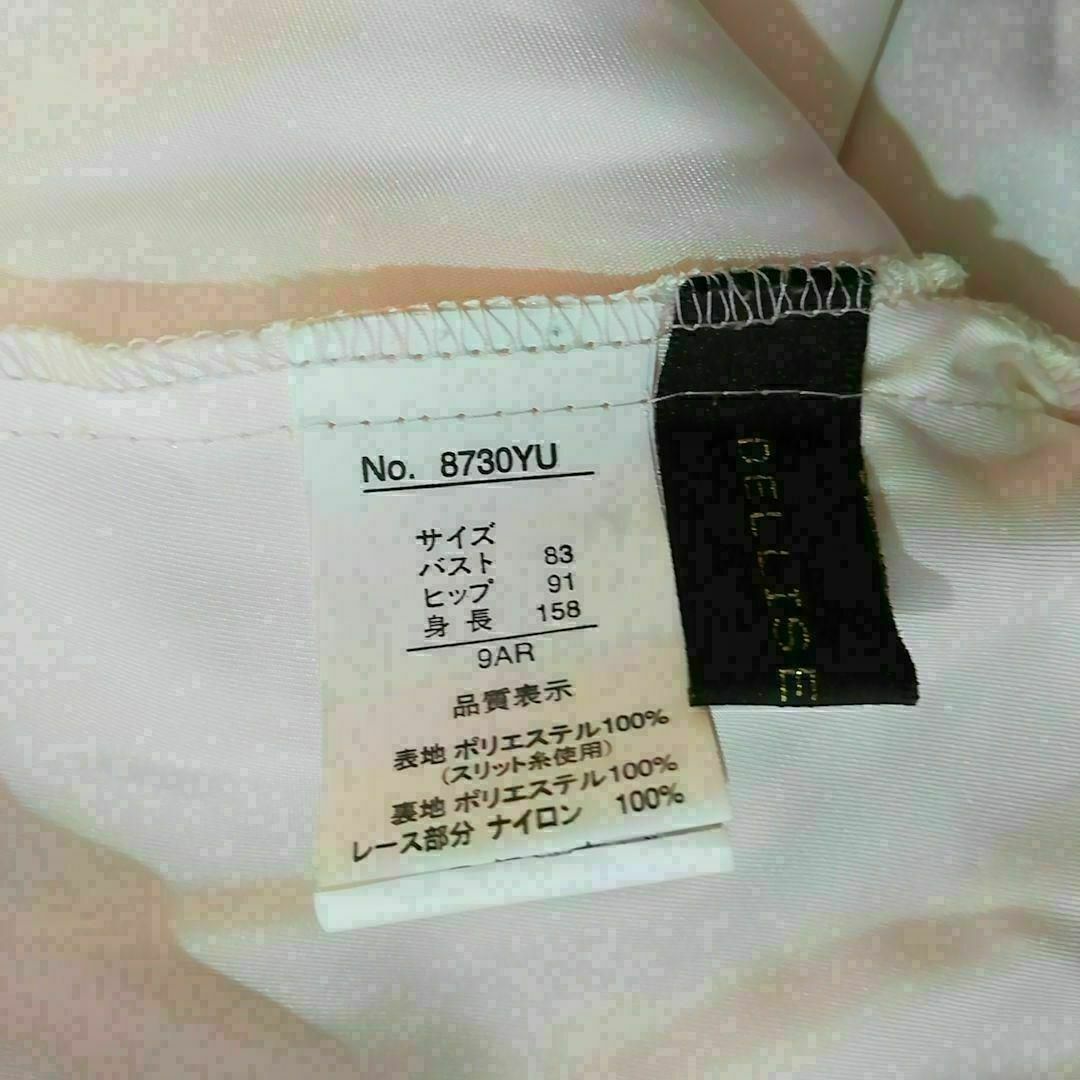 No. 8730YU
サイズ
バスト 83
ヒップ 91
身長 158
9AR
品質表示
表地 ポリエステル100%
(スリット糸使用)
裏地 ポリエステル100%
レース部分 ナイロン 100%
DELLISE